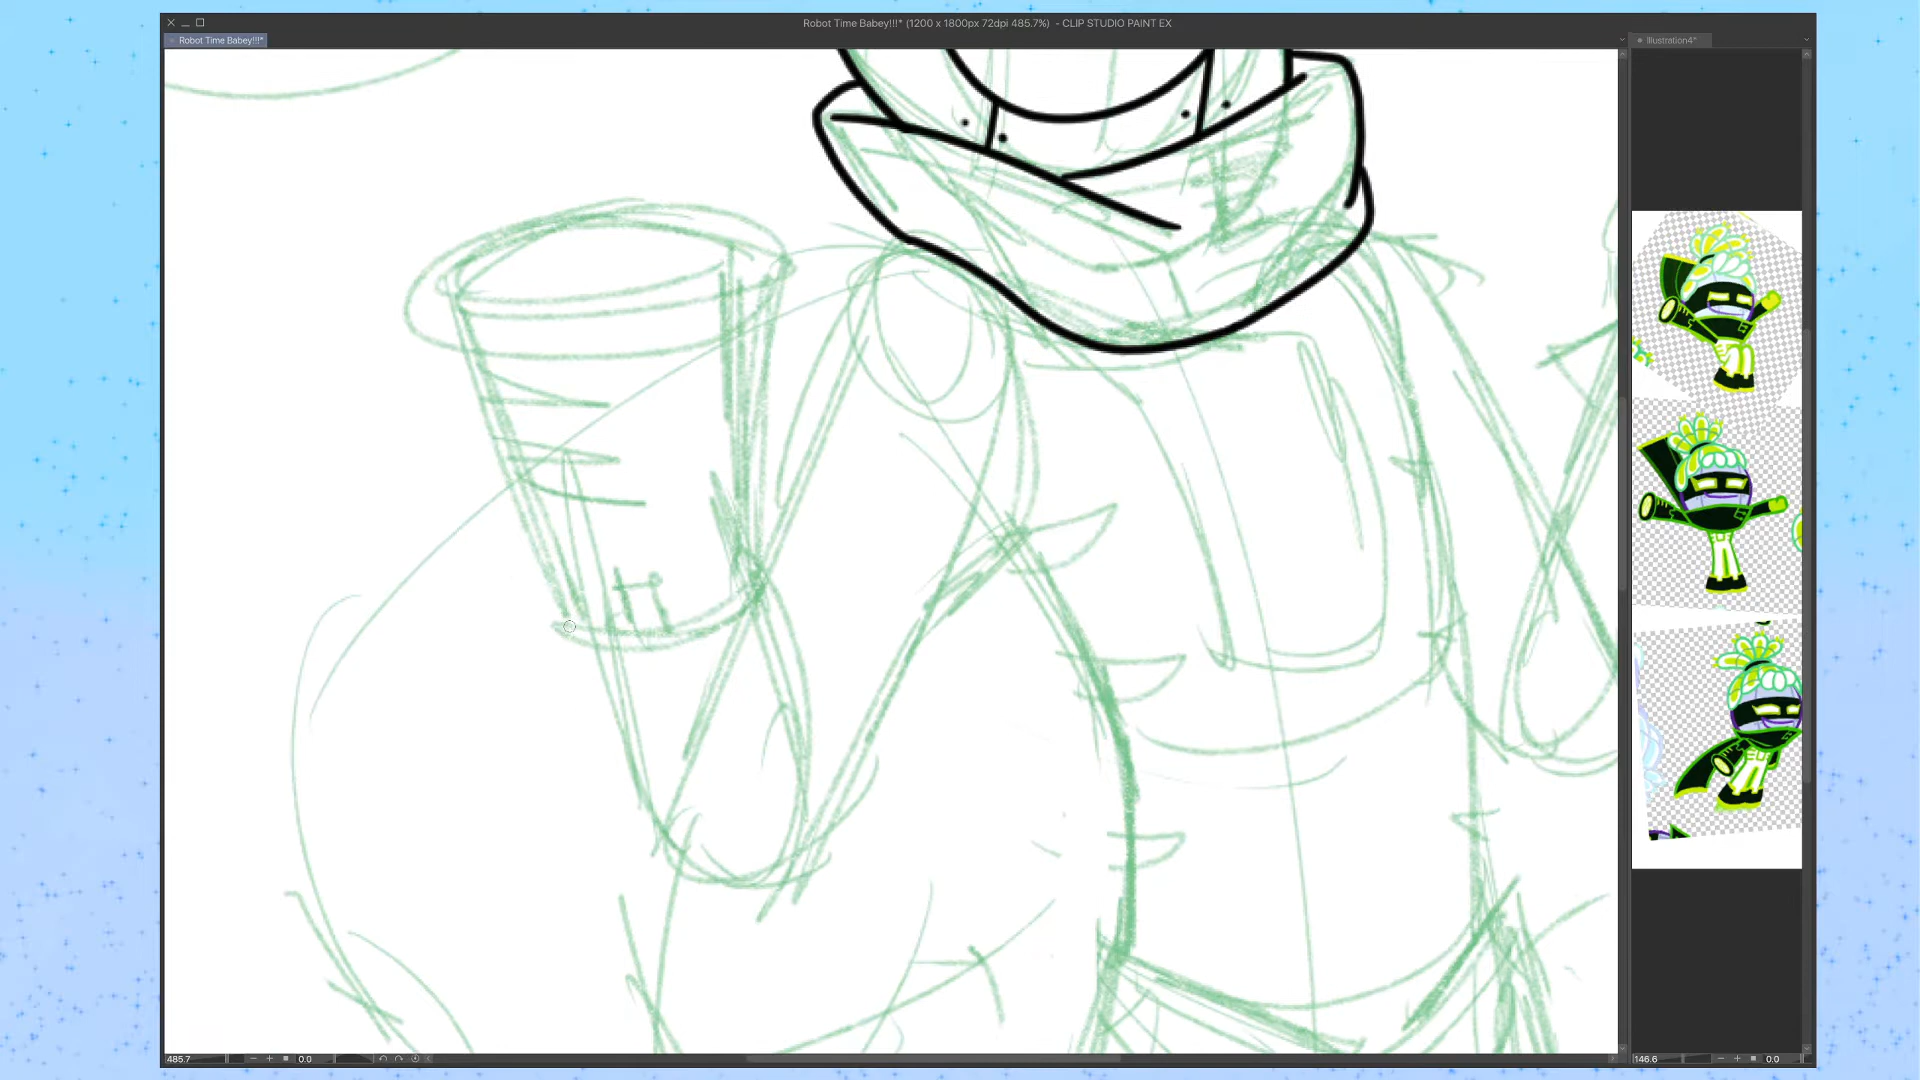 Robot Time Babey!!!* (1200 x 1800px 72dpi 485.7%) - CLIP STUDIO PAINT EX
Robot Time Babey!!!*
Illustration4*
485.7
0.0
146.6
0.0